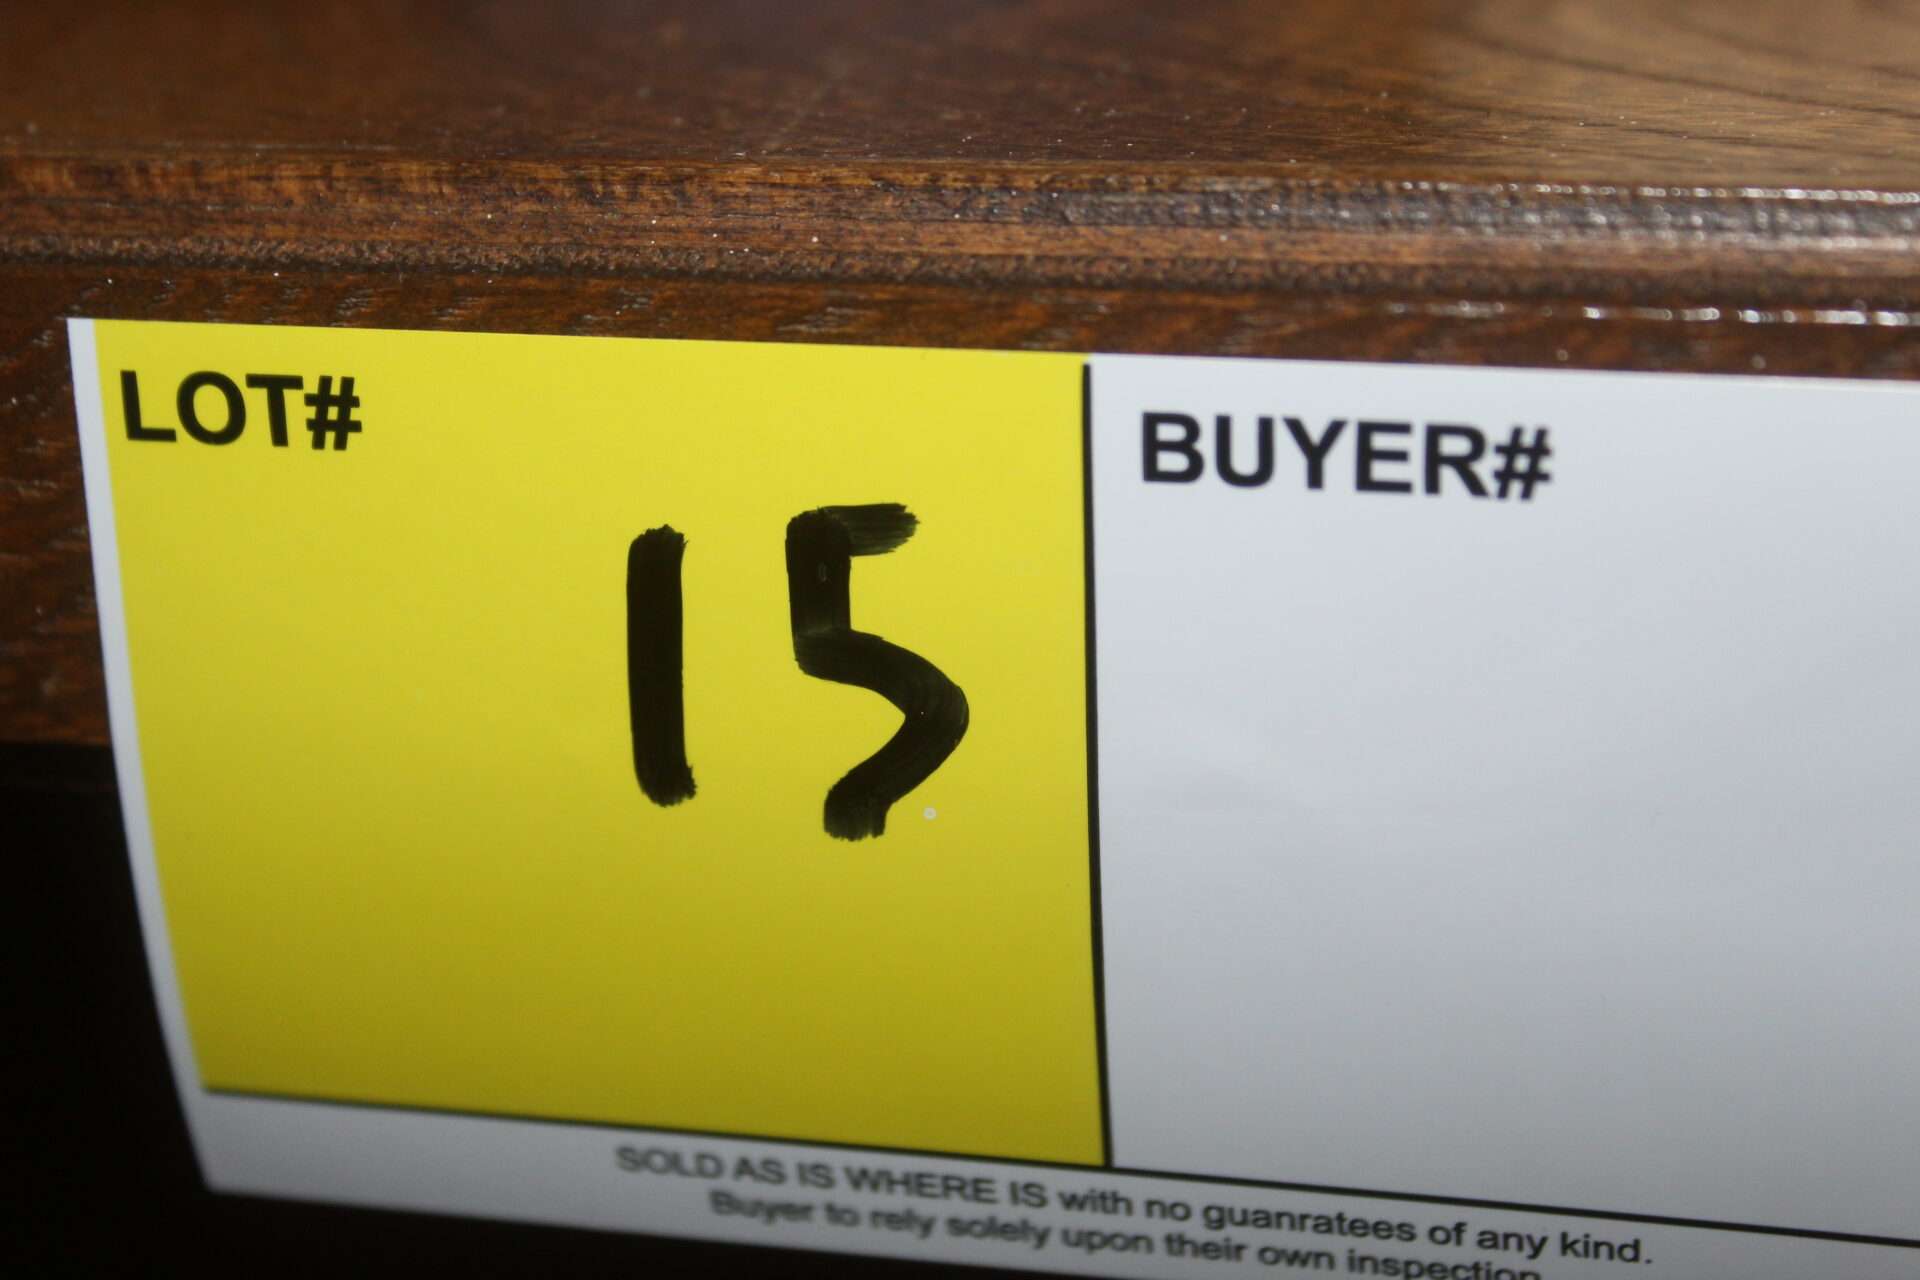 LOT#
BUYER#
15
SOLD AS IS WHERE IS with no guanratees of any kind.
Buyer to rely solely upon their own inspection